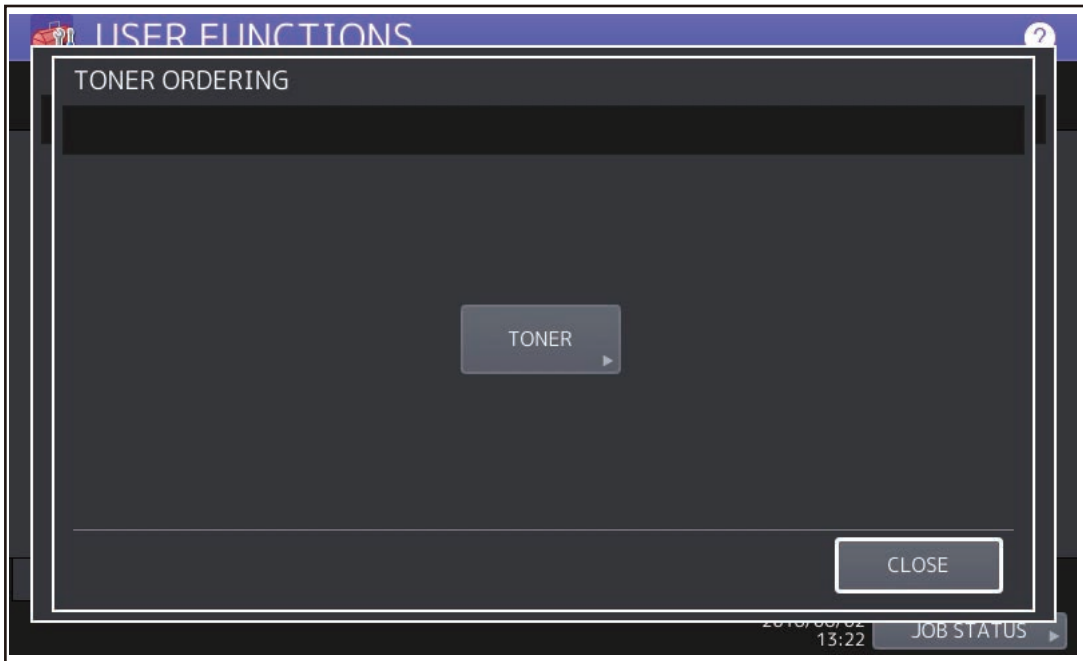 USER FUNCTIONS
?
TONER ORDERING
TONER
CLOSE
13:22
JOB STATUS